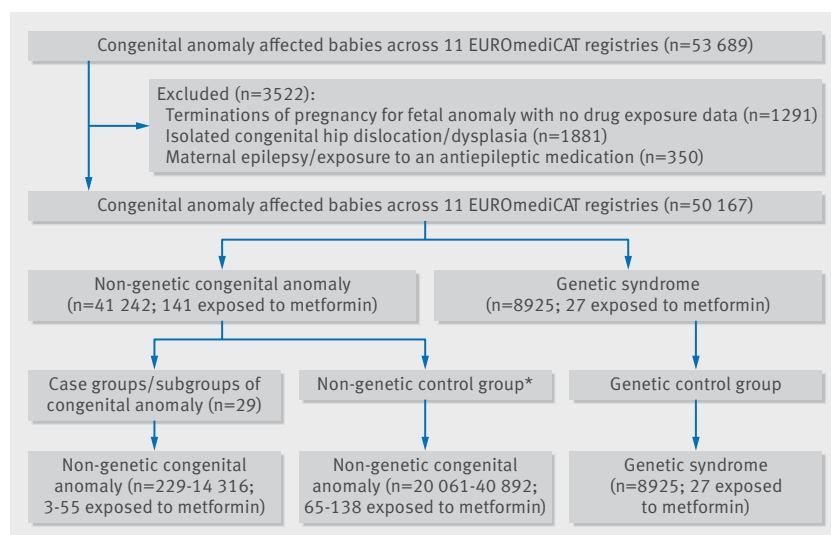 Congenital anomaly affected babies across 11 EUROmediCAT registries (n=53 689)
Excluded (n=3522):
Terminations of pregnancy for fetal anomaly with no drug exposure data (n=1291)
Isolated congenital hip dislocation/dysplasia (n=1881)
Maternal epilepsy/exposure to an antiepileptic medication (n=350)
Congenital anomaly affected babies across 11 EUROmediCAT registries (n=50 167)
Non-genetic congenital anomaly
(n=41 242; 141 exposed to metformin)
Genetic syndrome
(n=8925; 27 exposed to metformin)
Case groups/subgroups of
congenital anomaly (n=29)
Non-genetic control group*
Genetic control group
Non-genetic congenital
anomaly (n=229-14 316;
3-55 exposed to metformin)
Non-genetic congenital
anomaly (n=20 061-40 892;
65-138 exposed to metformin)
Genetic syndrome
(n=8925; 27 exposed
to metformin)